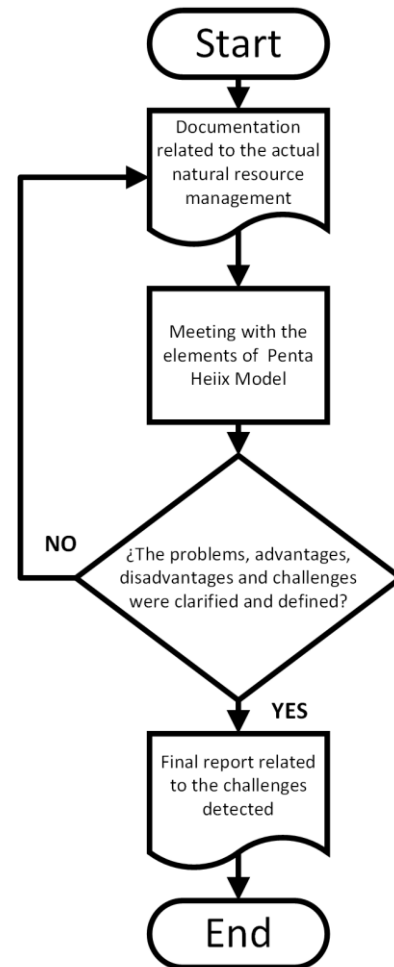 Start
Documentation
related to the actual
natural resource
management
Meeting with the
elements of Penta
Heiix Model
NO
¿The problems, advantages,
disadvantages and challenges
were clarified and defined?
YES
Final report related
to the challenges
detected
End